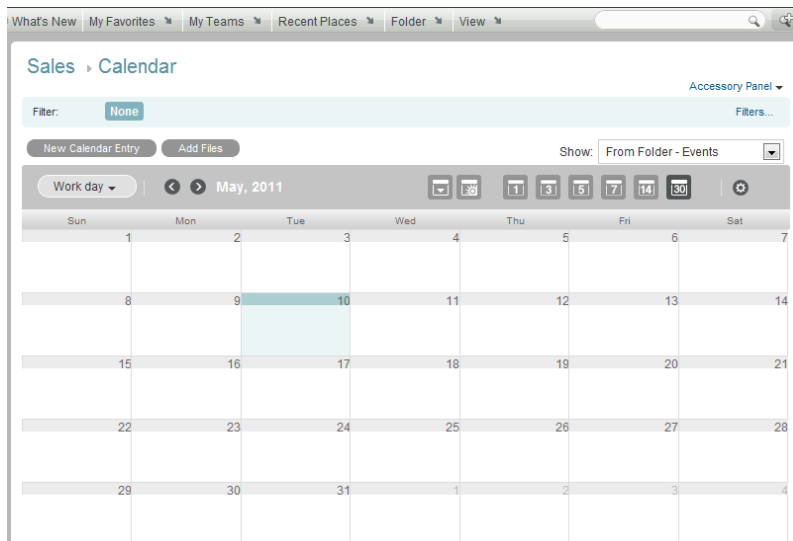 What's New My Favorites My Teams Recent Places Folder View
Sales Calendar
Accessory Panel
Filter: None Filters...
New Calendar Entry Add Files Show: From Folder - Events
Work day May, 2011 1 3 5 7 14 30
Sun Mon Tue Wed Thu Fri Sat
1 2 3 4 5 6 7
8 9 10 11 12 13 14
15 16 17 18 19 20 21
22 23 24 25 26 27 28
29 30 31 1 2 3 4